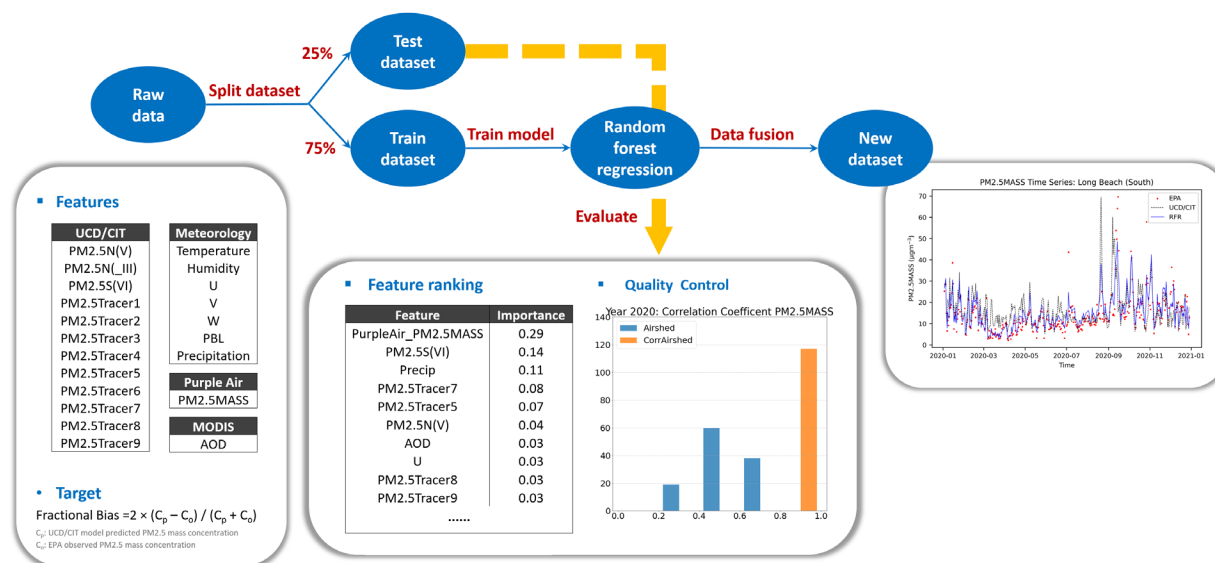 Raw
data
Split dataset
25%
75%
Test
dataset
Train
dataset
Train model
Random
forest
regression
Data fusion
New
dataset
Evaluate
Features
UCD/CIT
PM2.5N(V)
PM2.5N(_III)
PM2.5S(VI)
PM2.5Tracer1
PM2.5Tracer2
PM2.5Tracer3
PM2.5Tracer4
PM2.5Tracer5
PM2.5Tracer6
PM2.5Tracer7
PM2.5Tracer8
PM2.5Tracer9
Meteorology
Temperature
Humidity
U
V
W
PBL
Precipitation
Purple Air
PM2.5MASS
MODIS
AOD
Target
Fractional Bias =2 × (Cp − Co) / (Cp + Co)
Cp: UCD/CIT model predicted PM2.5 mass concentration
Co: EPA observed PM2.5 mass concentration
Feature ranking
Feature Importance
PurpleAir_PM2.5MASS 0.29
PM2.5S(VI) 0.14
Precip 0.11
PM2.5Tracer7 0.08
PM2.5Tracer5 0.07
PM2.5N(V) 0.04
AOD 0.03
U 0.03
PM2.5Tracer8 0.03
PM2.5Tracer9 0.03
......
Quality Control
Year 2020: Correlation Coefficent PM2.5MASS
140
120
100
80
60
40
20
0
0.0 0.2 0.4 0.6 0.8 1.0
Airshed
CorrAirshed
PM2.5MASS Time Series: Long Beach (South)
PM2.5MASS (μgm⁻³)
70
60
50
40
30
20
10
0
EPA
UCD/CIT
RFR
2020-01 2020-03 2020-05 2020-07 2020-09 2020-11 2021-01
Time